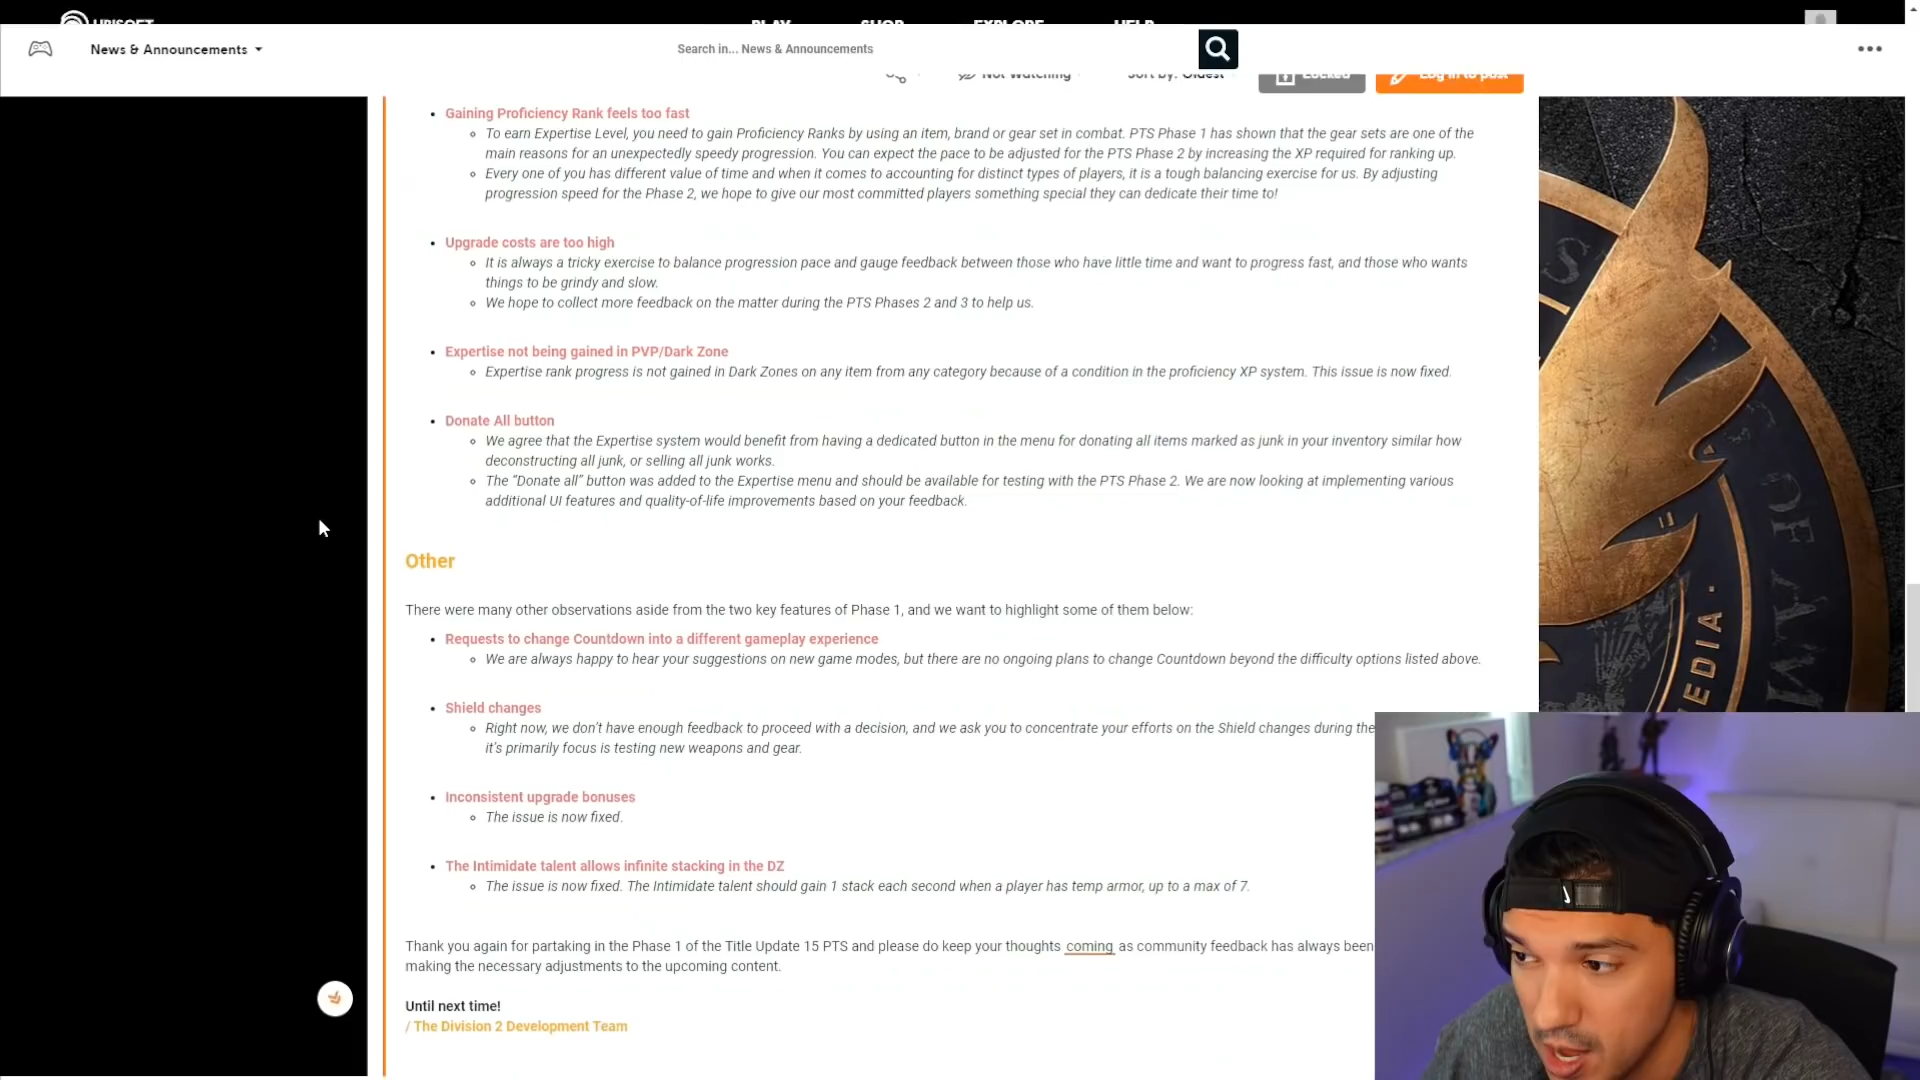 UBISOFT
PLAY SHOP EXPLORE HELP
News & Announcements
Search in... News & Announcements
Not Watching Sort by: Oldest Locked Log in to post
Gaining Proficiency Rank feels too fast
To earn Expertise Level, you need to gain Proficiency Ranks by using an item, brand or gear set in combat. PTS Phase 1 has shown that the gear sets are one of the
main reasons for an unexpectedly speedy progression. You can expect the pace to be adjusted for the PTS Phase 2 by increasing the XP required for ranking up.
Every one of you has different value of time and when it comes to accounting for distinct types of players, it is a tough balancing exercise for us. By adjusting
progression speed for the Phase 2, we hope to give our most committed players something special they can dedicate their time to!
Upgrade costs are too high
It is always a tricky exercise to balance progression pace and gauge feedback between those who have little time and want to progress fast, and those who wants
things to be grindy and slow.
We hope to collect more feedback on the matter during the PTS Phases 2 and 3 to help us.
Expertise not being gained in PVP/Dark Zone
Expertise rank progress is not gained in Dark Zones on any item from any category because of a condition in the proficiency XP system. This issue is now fixed.
Donate All button
We agree that the Expertise system would benefit from having a dedicated button in the menu for donating all items marked as junk in your inventory similar how
deconstructing all junk, or selling all junk works.
The “Donate all” button was added to the Expertise menu and should be available for testing with the PTS Phase 2. We are now looking at implementing various
additional UI features and quality-of-life improvements based on your feedback.
Other
There were many other observations aside from the two key features of Phase 1, and we want to highlight some of them below:
Requests to change Countdown into a different gameplay experience
We are always happy to hear your suggestions on new game modes, but there are no ongoing plans to change Countdown beyond the difficulty options listed above.
Shield changes
Right now, we don’t have enough feedback to proceed with a decision, and we ask you to concentrate your efforts on the Shield changes during the
it’s primarily focus is testing new weapons and gear.
Inconsistent upgrade bonuses
The issue is now fixed.
The Intimidate talent allows infinite stacking in the DZ
The issue is now fixed. The Intimidate talent should gain 1 stack each second when a player has temp armor, up to a max of 7.
Thank you again for partaking in the Phase 1 of the Title Update 15 PTS and please do keep your thoughts coming as community feedback has always been
making the necessary adjustments to the upcoming content.
Until next time!
/ The Division 2 Development Team